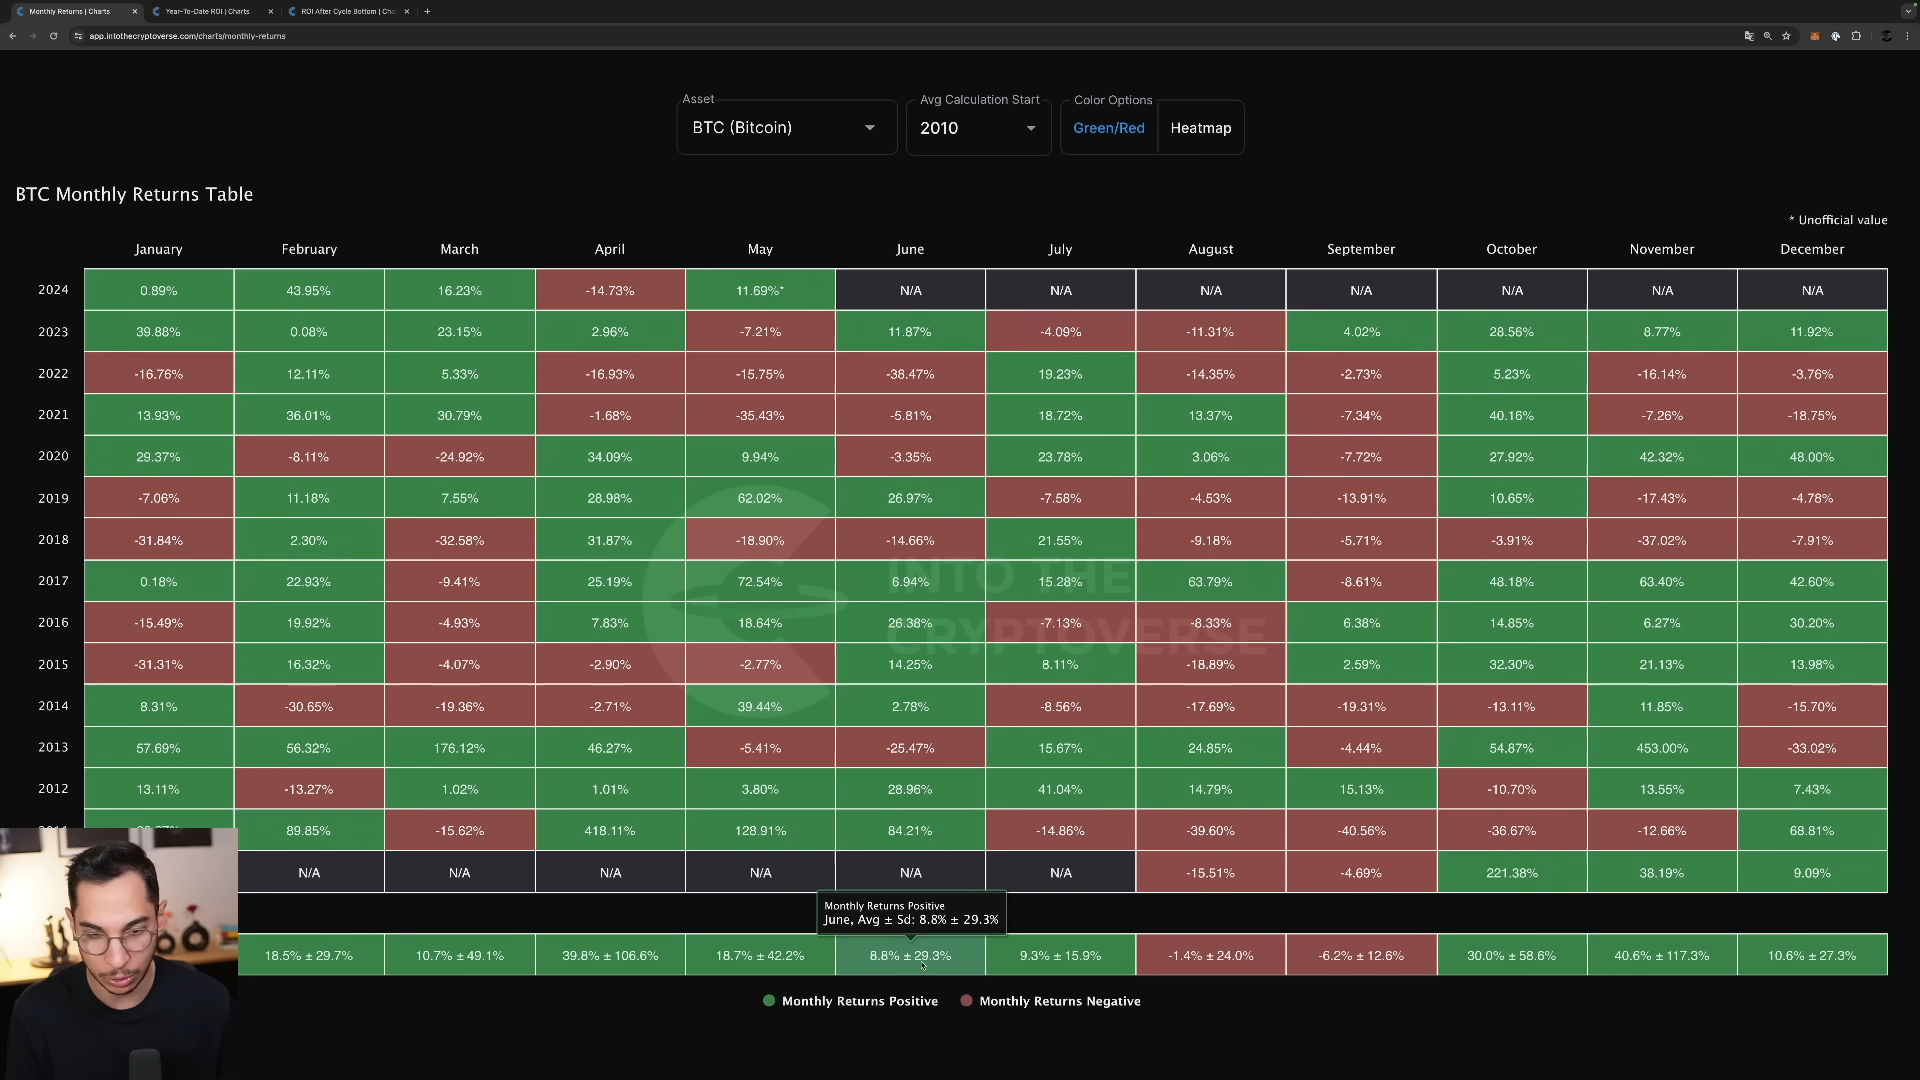 Monthly Returns | Charts
Year-To-Date ROI | Charts
ROI After Cycle Bottom | Cha
app.intothecryptoverse.com/charts/monthly-returns
Asset Avg Calculation Start Color Options
BTC (Bitcoin) 2010 Green/Red Heatmap
BTC Monthly Returns Table
* Unofficial value
January February March April May June July August September October November December
2024 0.89% 43.95% 16.23% -14.73% 11.69%* N/A N/A N/A N/A N/A N/A N/A
2023 39.88% 0.08% 23.15% 2.96% -7.21% 11.87% -4.09% -11.31% 4.02% 28.56% 8.77% 11.92%
2022 -16.76% 12.11% 5.33% -16.93% -15.75% -38.47% 19.23% -14.35% -2.73% 5.23% -16.14% -3.76%
2021 13.93% 36.01% 30.79% -1.68% -35.43% -5.81% 18.72% 13.37% -7.34% 40.16% -7.26% -18.75%
2020 29.37% -8.11% -24.92% 34.09% 9.94% -3.35% 23.78% 3.06% -7.72% 27.92% 42.32% 48.00%
2019 -7.06% 11.18% 7.55% 28.98% 62.02% 26.97% -7.58% -4.53% -13.91% 10.65% -17.43% -4.78%
2018 -31.84% 2.30% -32.58% 31.87% -18.90% -14.66% 21.55% -9.18% -5.71% -3.91% -37.02% -7.91%
INTO THE
2017 0.18% 22.93% -9.41% 25.19% 72.54% 6.94% 15.28% 63.79% -8.61% 48.18% 63.40% 42.60%
2016 -15.49% 19.92% -4.93% 7.83% 18.64% 26.38% -7.13% -8.33% 6.38% 14.85% 6.27% 30.20%
CRYPTOVERSE
2015 -31.31% 16.32% -4.07% -2.90% -2.77% 14.25% 8.11% -18.89% 2.59% 32.30% 21.13% 13.98%
2014 8.31% -30.65% -19.36% -2.71% 39.44% 2.78% -8.56% -17.69% -19.31% -13.11% 11.85% -15.70%
2013 57.69% 56.32% 176.12% 46.27% -5.41% -25.47% 15.67% 24.85% -4.44% 54.87% 453.00% -33.02%
2012 13.11% -13.27% 1.02% 1.01% 3.80% 28.96% 41.04% 14.79% 15.13% -10.70% 13.55% 7.43%
89.85% -15.62% 418.11% 128.91% 84.21% -14.86% -39.60% -40.56% -36.67% -12.66% 68.81%
N/A N/A N/A N/A N/A N/A -15.51% -4.69% 221.38% 38.19% 9.09%
Monthly Returns Positive
June, Avg ± Sd: 8.8% ± 29.3%
18.5% ± 29.7% 10.7% ± 49.1% 39.8% ± 106.6% 18.7% ± 42.2% 8.8% ± 29.3% 9.3% ± 15.9% -1.4% ± 24.0% -6.2% ± 12.6% 30.0% ± 58.6% 40.6% ± 117.3% 10.6% ± 27.3%
Monthly Returns Positive Monthly Returns Negative